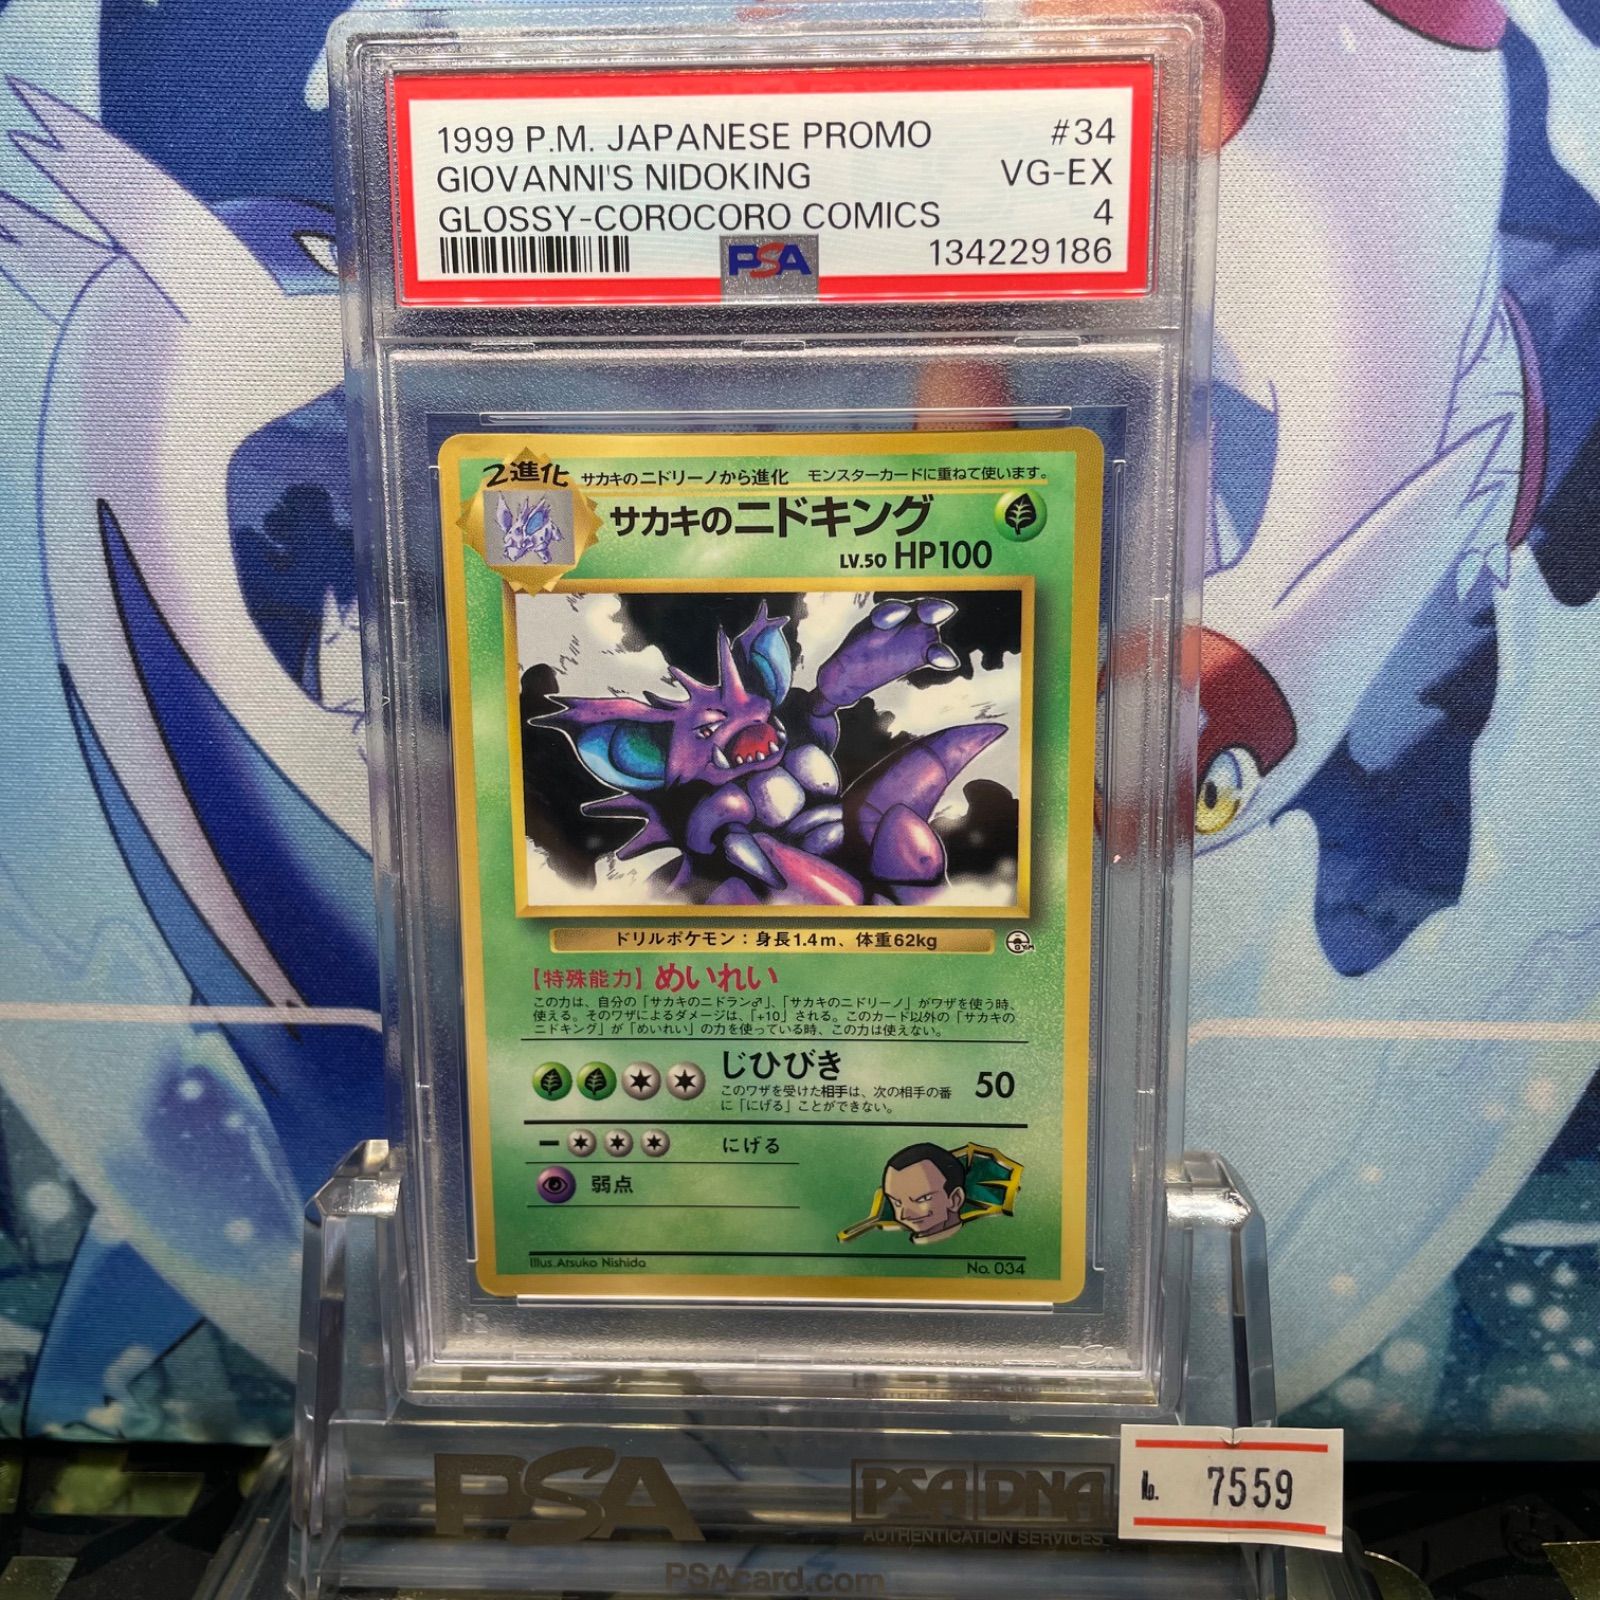 1999 P.M. JAPANESE PROMO #34
GIOVANNI'S NIDOKING VG-EX
GLOSSY-COROCORO COMICS 4
PSA 134229186
2進化 サカキのニドリーノから進化 モンスターカードに重ねて使います。
サカキのニドキング
LV.50 HP100
ドリルポケモン：身長1.4m、体重62kg
GYM
【特殊能力】めいれい
この力は、自分の「サカキのニドラン♂」、「サカキのニドリーノ」がワザを使う時、
使える。そのワザによるダメージは、「+10」される。このカード以外の「サカキの
ニドキング」が「めいれい」の力を使っている時、この力は使えない。
じひびき 50
このワザを受けた相手は、次の相手の番
に「にげる」ことができない。
ー にげる
弱点
Illus.Atsuko Nishida No. 034
PSA PSA DNA
AUTHENTICATION SERVICES
PSAcard.com
No. 7559